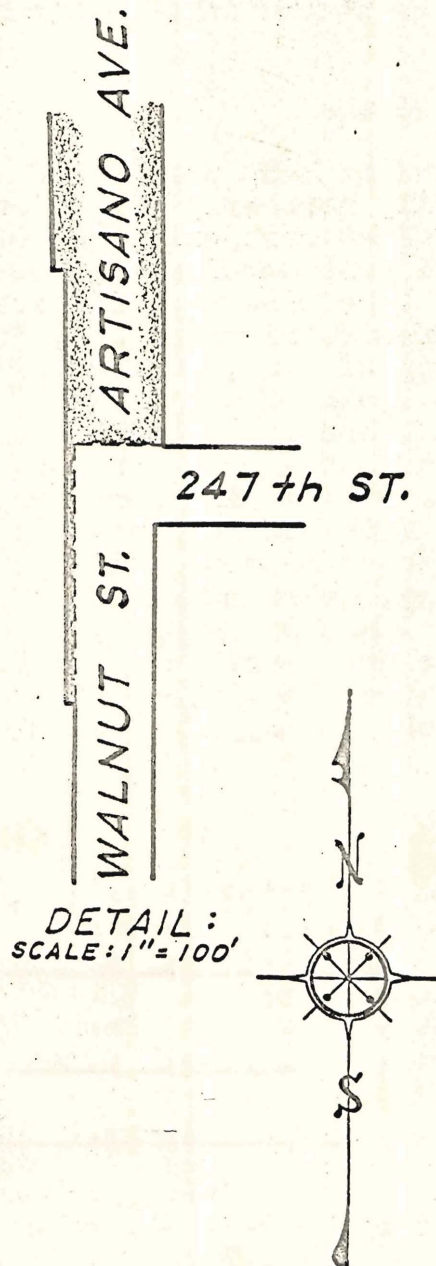 ARTISANO AVE.
247th ST.
WALNUT ST.
DETAIL:
SCALE: 1"=100'
N
S